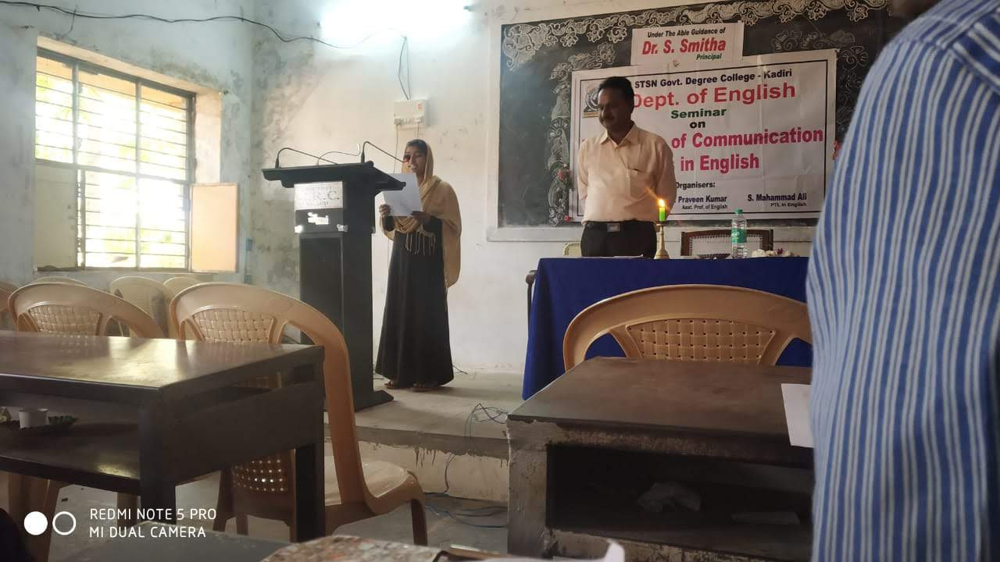 Under The Able Guidance of
Dr. S. Smitha
Principal
STSN Govt. Degree College - Kadiri
Dept. of English
Seminar
on
of Communication
in English
Organisers:
Praveen Kumar
Asst. Prof. of English
S. Mahammad Ali
PTL in English
REDMI NOTE 5 PRO
MI DUAL CAMERA